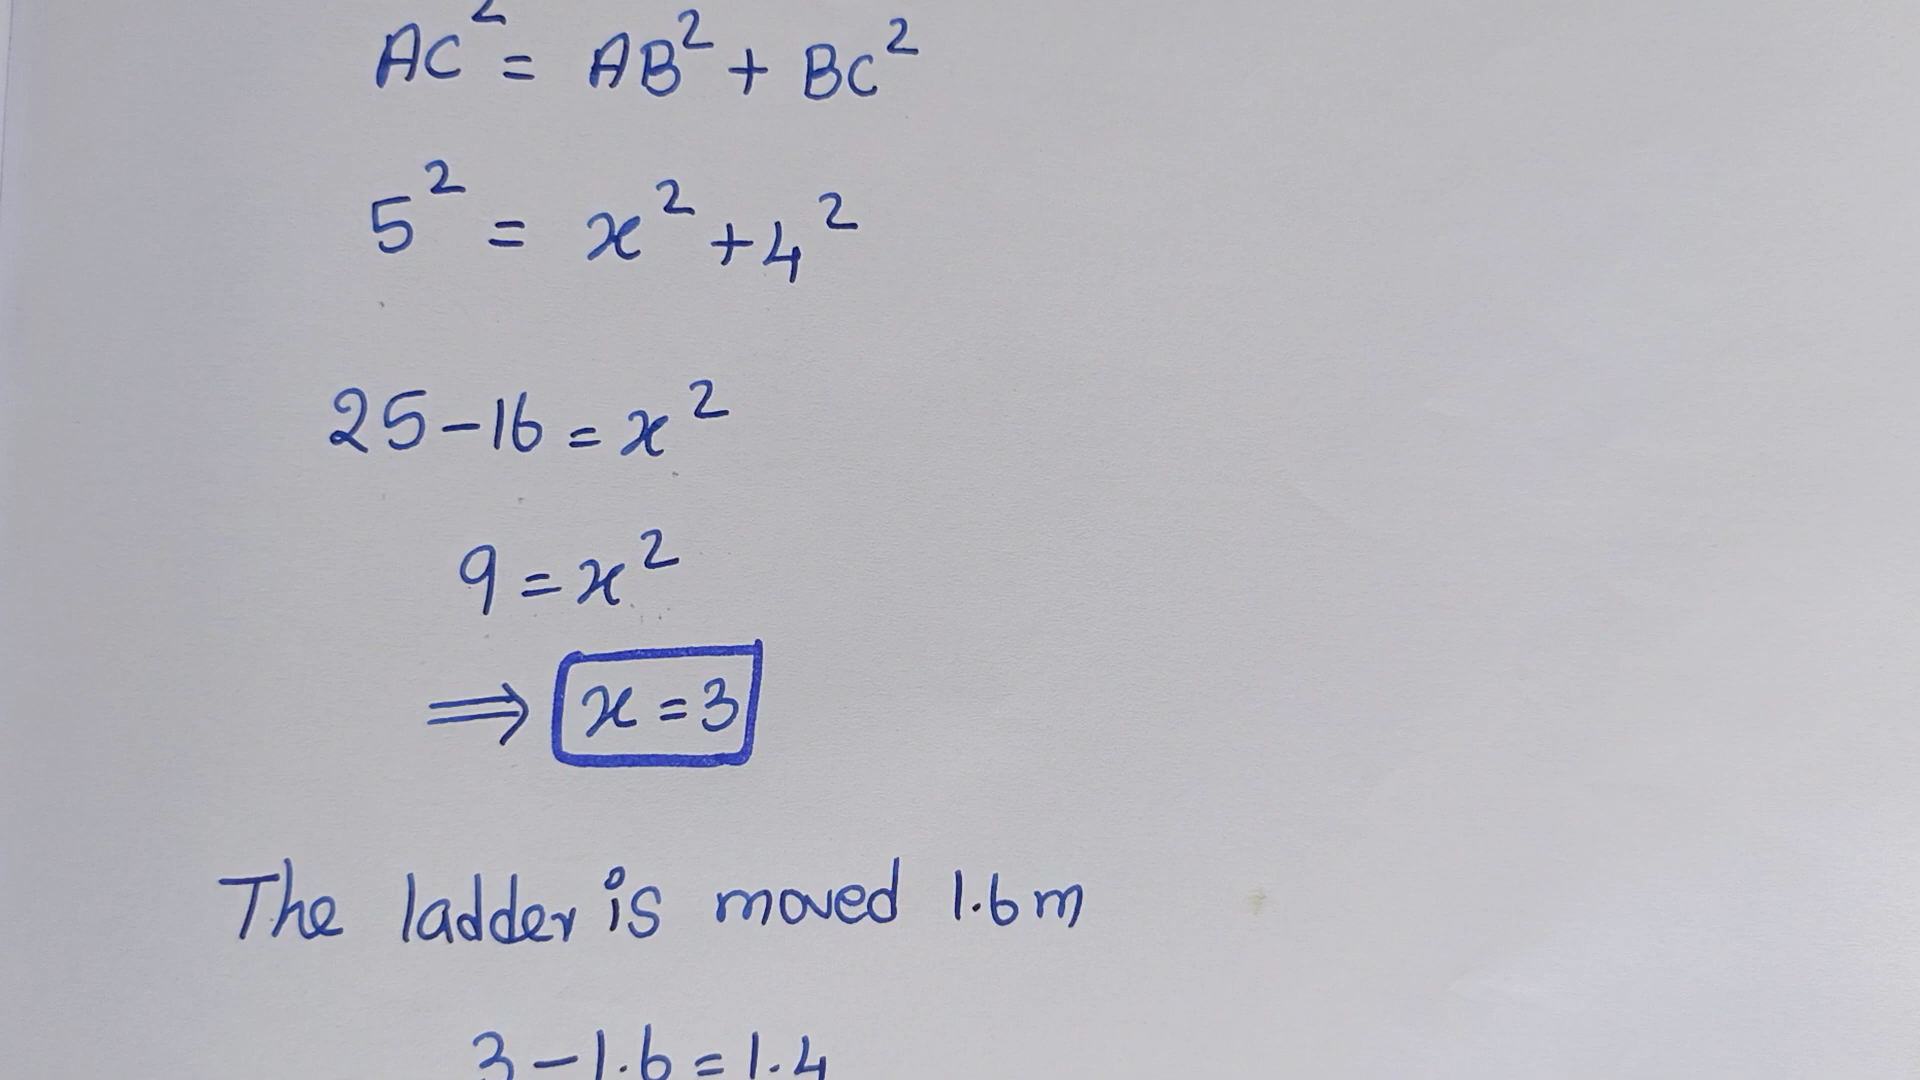 AC² = AB² + BC²
5² = x² + 4²
25 - 16 = x²
9 = x²
⟹ x = 3
The ladder is moved 1.6m
3 - 1.6 = 1.4